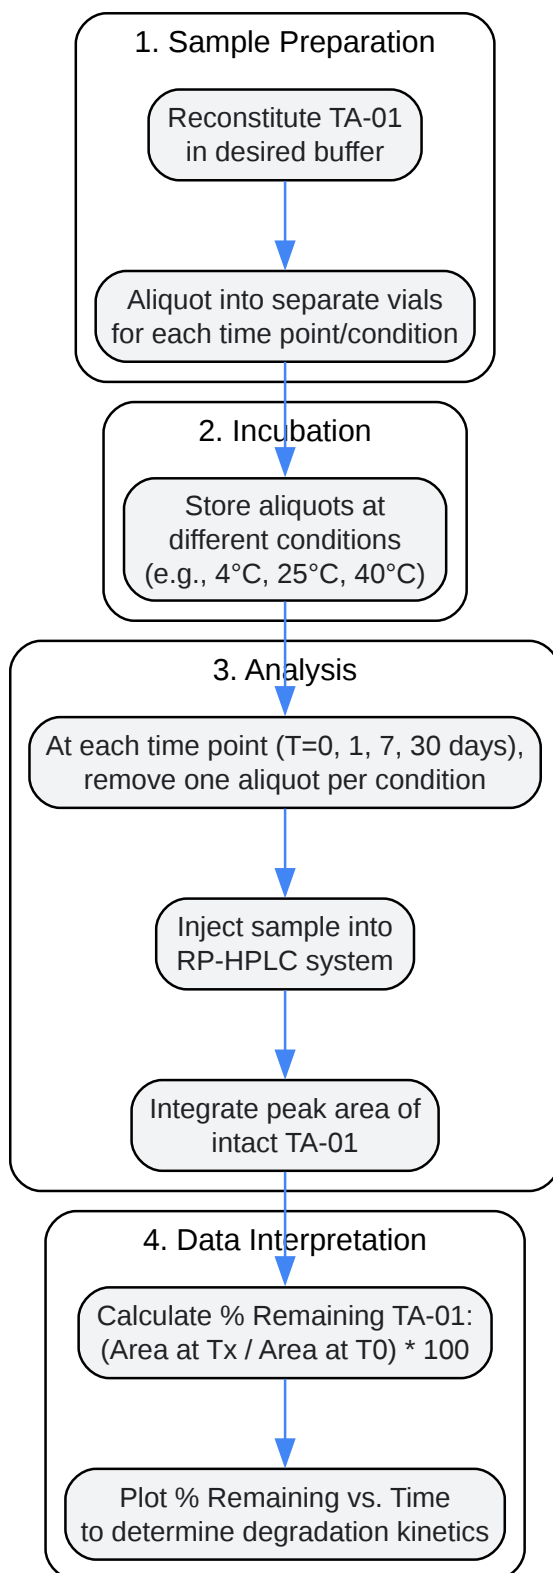 1. Sample Preparation
Reconstitute TA-01
in desired buffer
Aliquot into separate vials
for each time point/condition
2. Incubation
Store aliquots at
different conditions
(e.g., 4°C, 25°C, 40°C)
3. Analysis
At each time point (T=0, 1, 7, 30 days),
remove one aliquot per condition
Inject sample into
RP-HPLC system
Integrate peak area of
intact TA-01
4. Data Interpretation
Calculate % Remaining TA-01:
(Area at Tx / Area at T0) * 100
Plot % Remaining vs. Time
to determine degradation kinetics